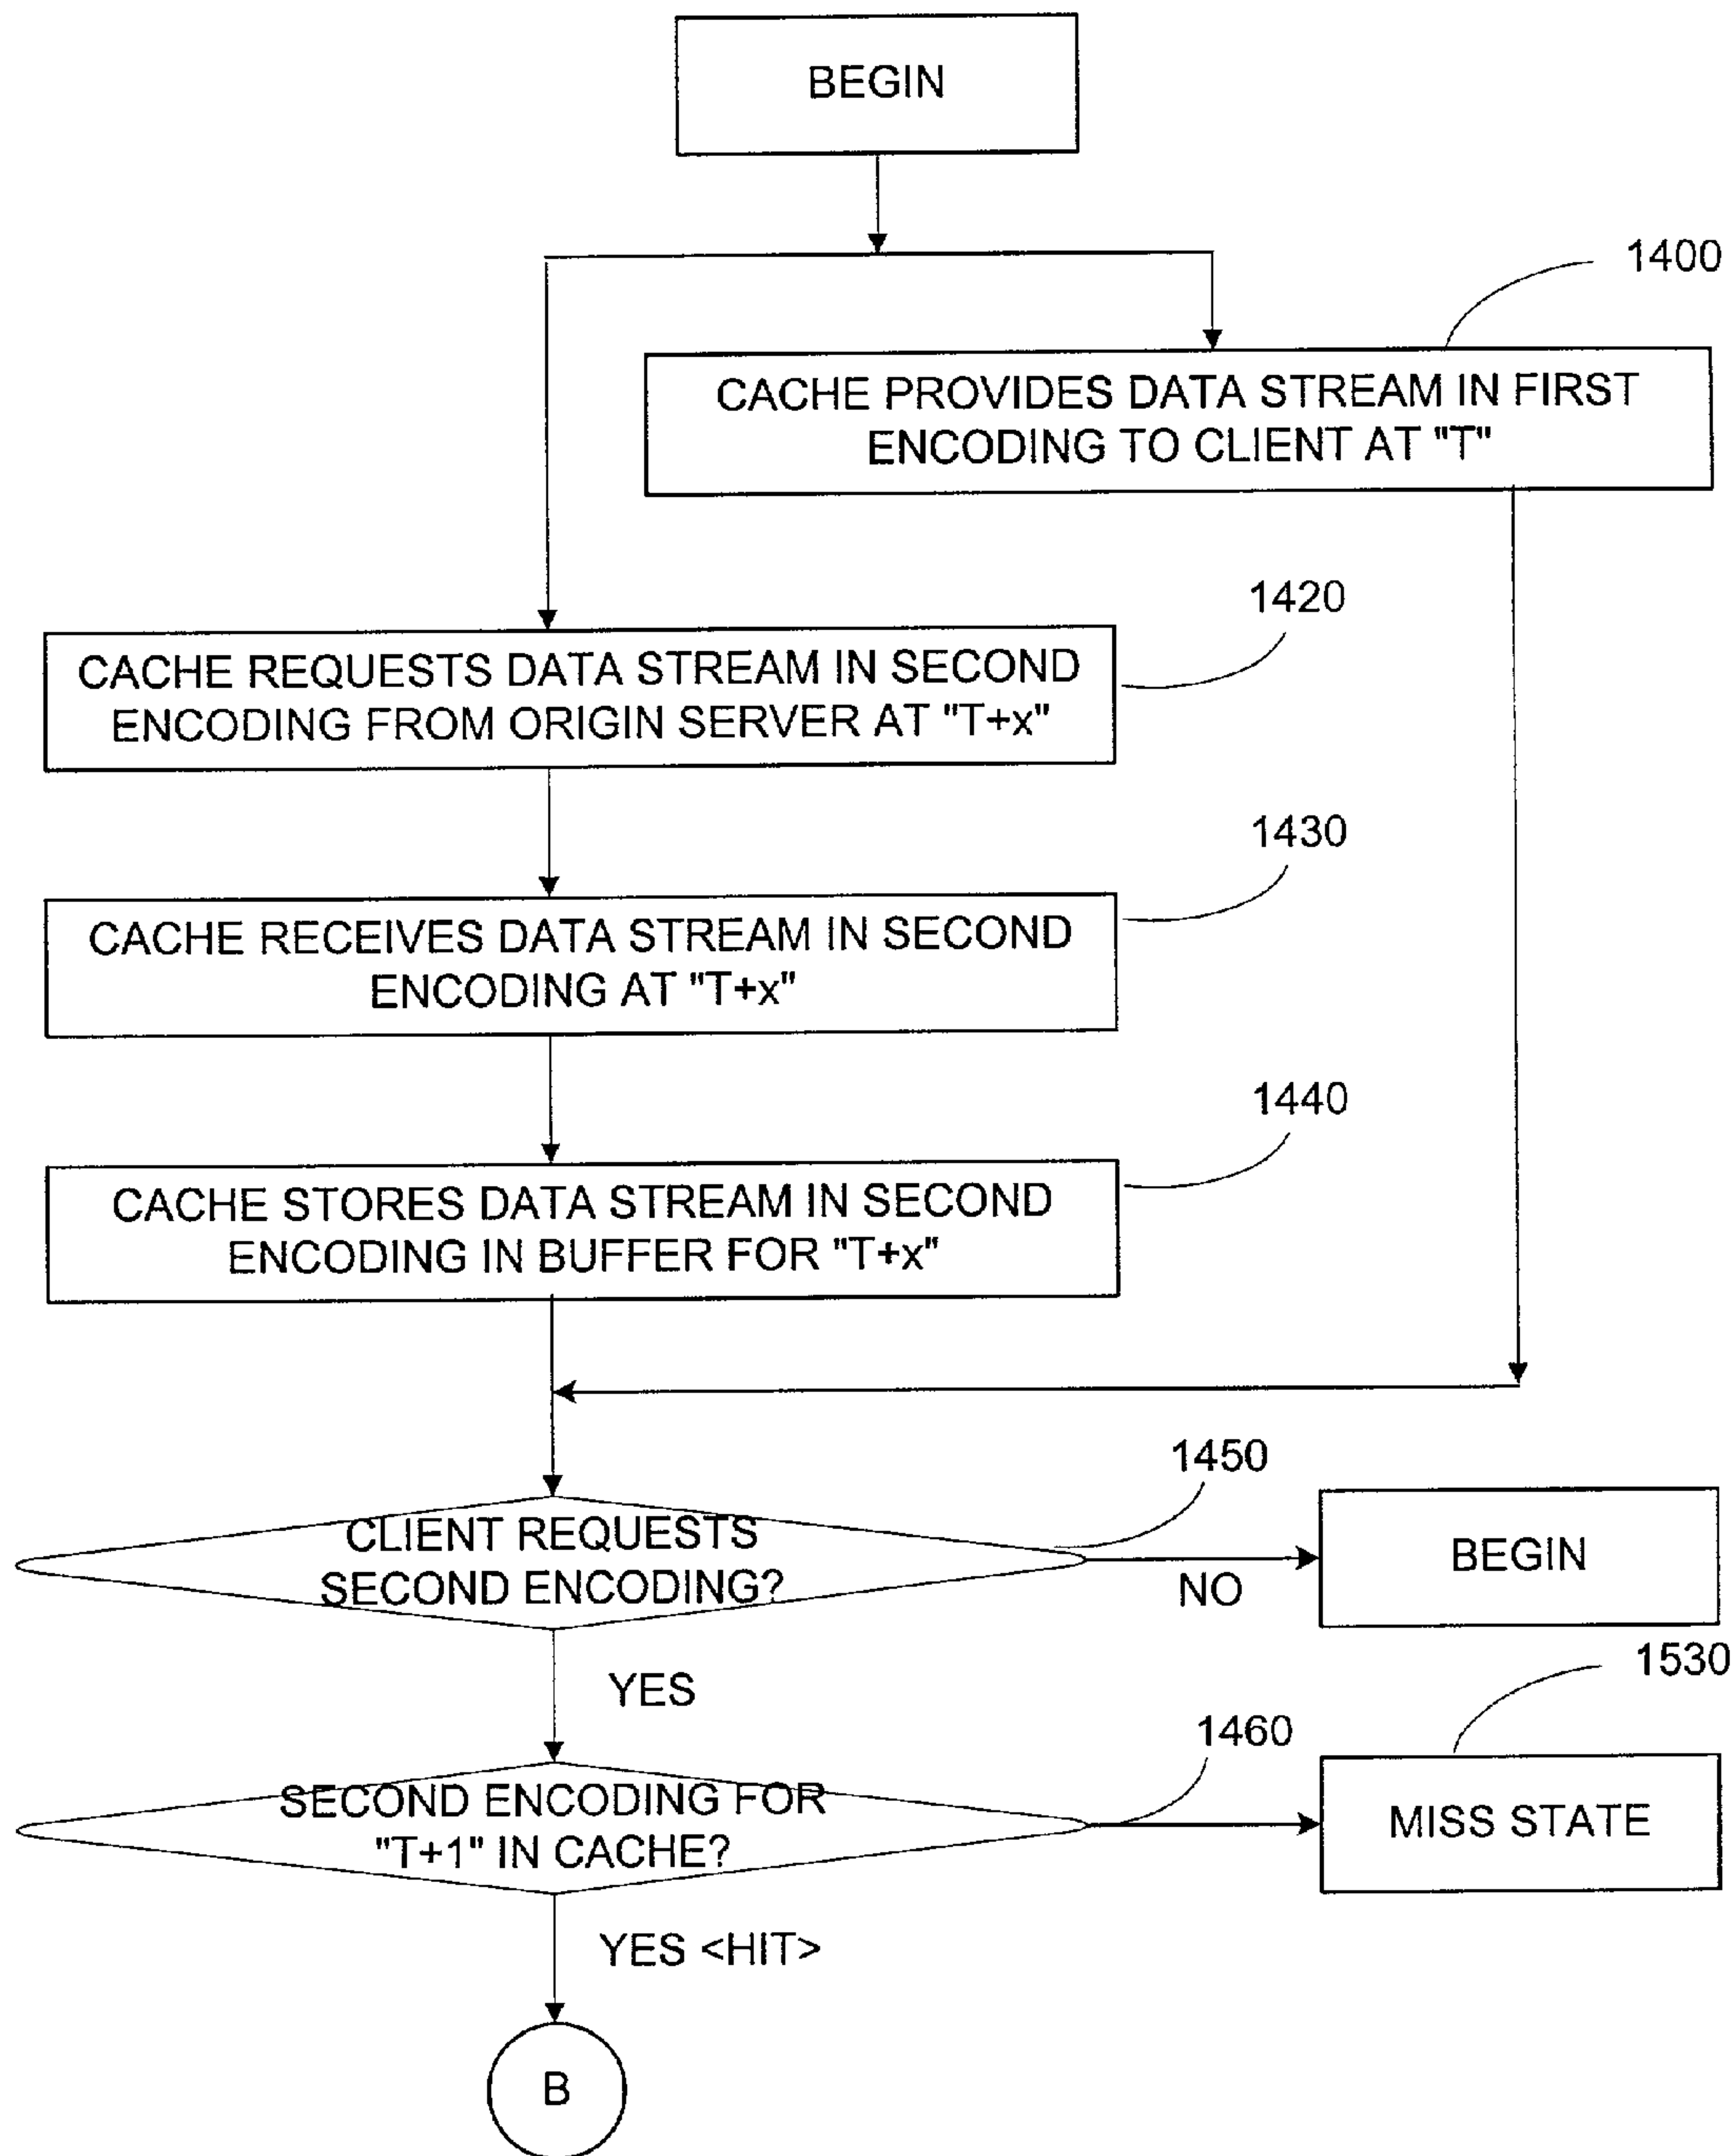 BEGIN
1400
CACHE PROVIDES DATA STREAM IN FIRST
ENCODING TO CLIENT AT "T"
1420
CACHE REQUESTS DATA STREAM IN SECOND
ENCODING FROM ORIGIN SERVER AT "T+x"
1430
CACHE RECEIVES DATA STREAM IN SECOND
ENCODING AT "T+x"
1440
CACHE STORES DATA STREAM IN SECOND
ENCODING IN BUFFER FOR "T+x"
1450
CLIENT REQUESTS
SECOND ENCODING?
NO
BEGIN
YES
1530
1460
SECOND ENCODING FOR
"T+1" IN CACHE?
MISS STATE
YES <HIT>
B